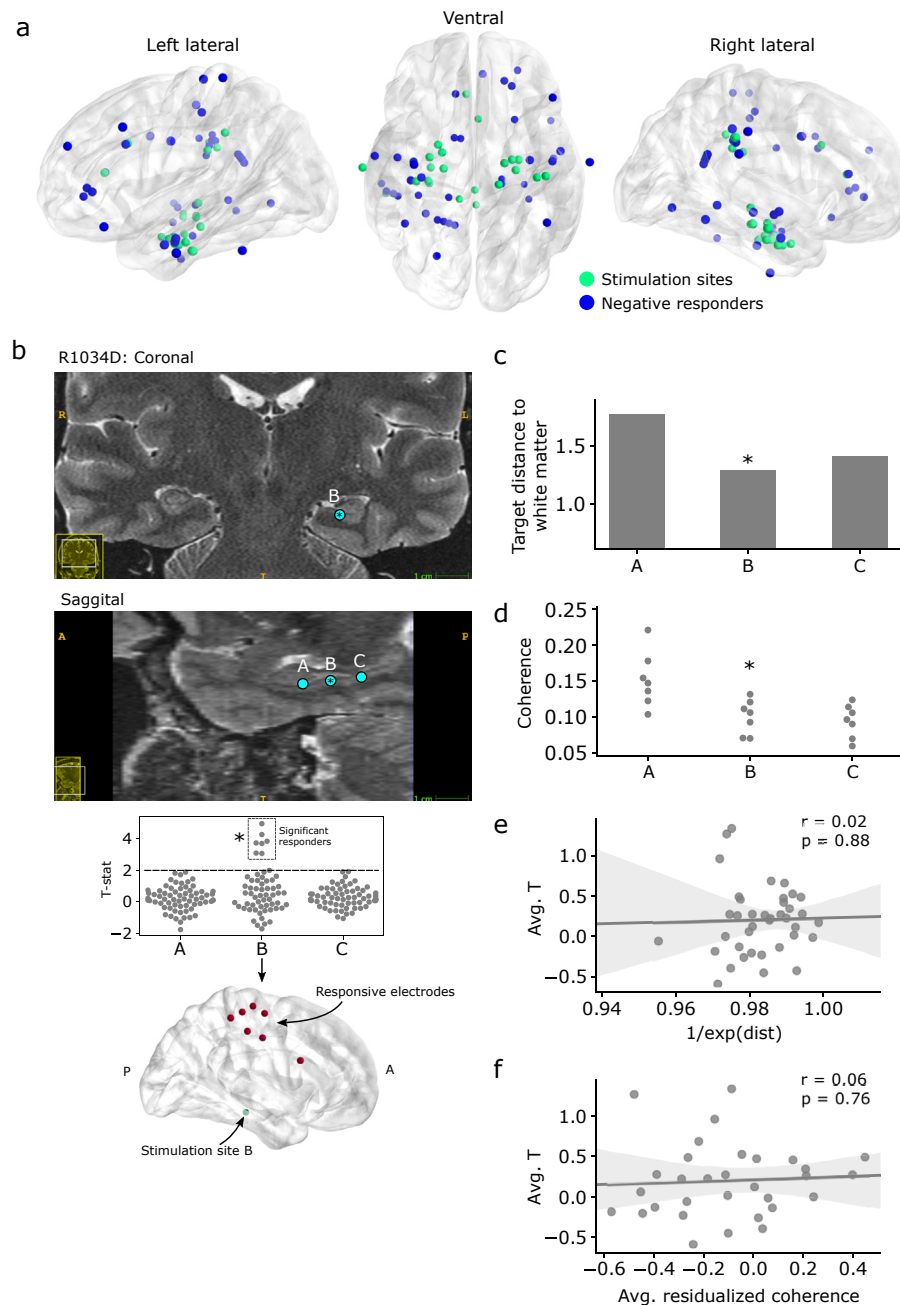 a
Left lateral
Ventral
Right lateral
Stimulation sites
Negative responders
b
R1034D: Coronal
R
L
B
*
I
1 cm
Saggital
A
P
A
B
C
*
I
1 cm
T-stat
4
2
0
−2
*
Significant
responders
A
B
C
Responsive electrodes
P
A
Stimulation site B
c
Target distance to
white matter
1.5
1.0
*
A
B
C
d
Coherence
0.25
0.20
0.15
0.10
0.05
*
A
B
C
e
r = 0.02
p = 0.88
Avg. T
1.0
0.5
0.0
−0.5
0.94
0.96
0.98
1.00
1/exp(dist)
f
r = 0.06
p = 0.76
Avg. T
1.0
0.5
0.0
−0.5
−0.6
−0.4
−0.2
0.0
0.2
0.4
Avg. residualized coherence